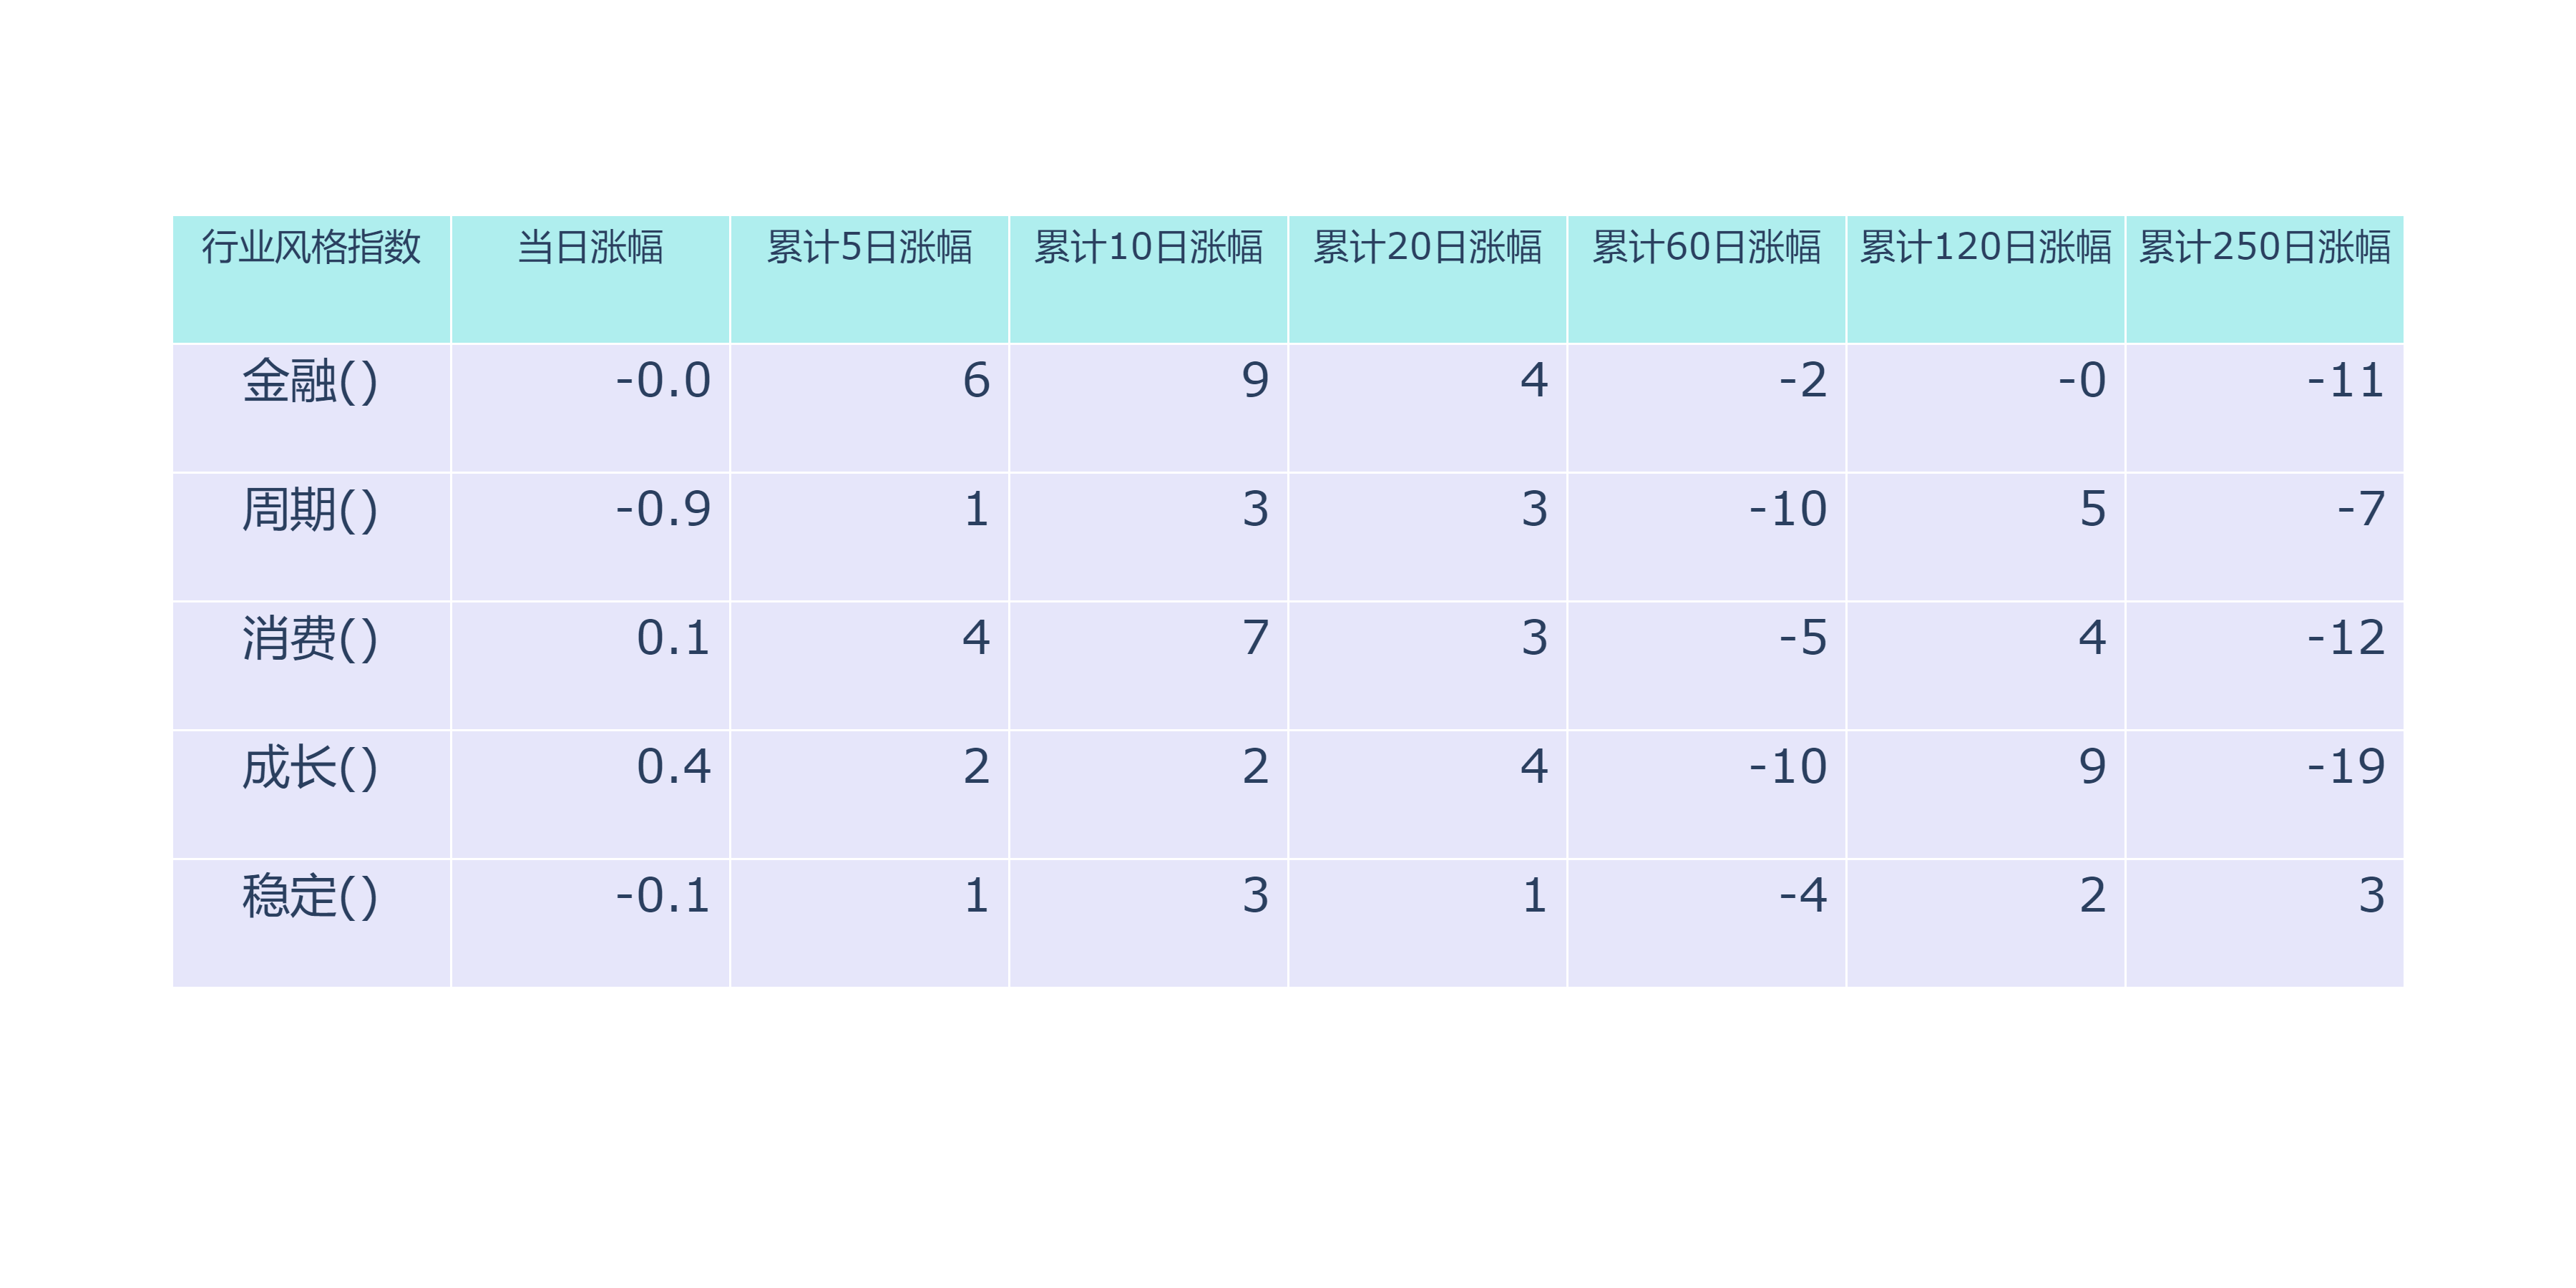 行业风格指数 当日涨幅 累计5日涨幅 累计10日涨幅 累计20日涨幅 累计60日涨幅 累计120日涨幅 累计250日涨幅
金融() -0.0 6 9 4 -2 -0 -11
周期() -0.9 1 3 3 -10 5 -7
消费() 0.1 4 7 3 -5 4 -12
成长() 0.4 2 2 4 -10 9 -19
稳定() -0.1 1 3 1 -4 2 3